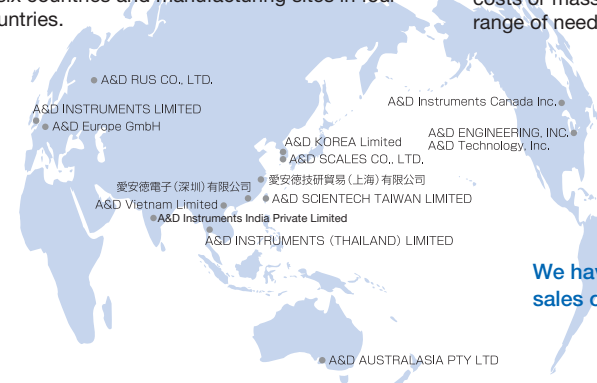 six countries and manufacturing sites in four
untries.
costs of mass
range of need
A&D RUS CO., LTD.
A&D INSTRUMENTS LIMITED
A&D Europe GmbH
A&D Instruments Canada Inc.
A&D ENGINEERING, INC.
A&D Technology, Inc.
A&D KOREA Limited
A&D SCALES CO., LTD.
愛安德電子(深圳)有限公司
愛安徳技研貿易(上海)有限公司
A&D Vietnam Limited
A&D SCIENTECH TAIWAN LIMITED
A&D Instruments India Private Limited
A&D INSTRUMENTS (THAILAND) LIMITED
We hav
sales o
A&D AUSTRALASIA PTY LTD